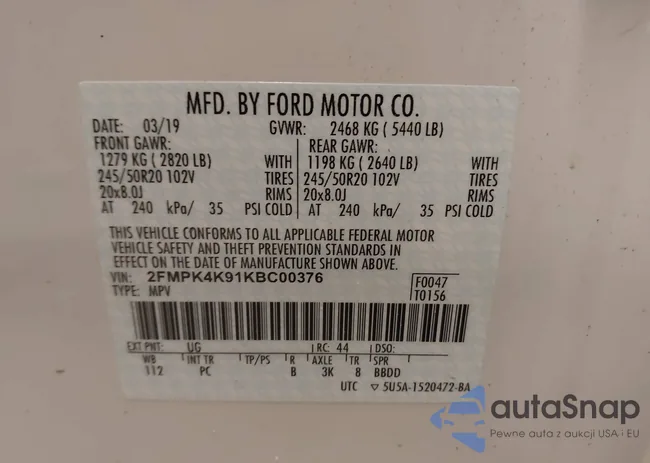 MFD. BY FORD MOTOR CO.
DATE: 03/19 GVWR: 2468 KG ( 5440 LB)
FRONT GAWR: REAR GAWR:
1279 KG ( 2820 LB) WITH 1198 KG ( 2640 LB) WITH
245/50R20 102V TIRES 245/50R20 102V TIRES
20x8.0J RIMS 20x8.0J RIMS
AT 240 kPa/ 35 PSI COLD AT 240 kPa/ 35 PSI COLD
THIS VEHICLE CONFORMS TO ALL APPLICABLE FEDERAL MOTOR
VEHICLE SAFETY AND THEFT PREVENTION STANDARDS IN
EFFECT ON THE DATE OF MANUFACTURE SHOWN ABOVE.
VIN: 2FMPK4K91KBC00376 F0047
TYPE: MPV T0156
EXT PNT: UG RC: 44 DSO:
WB INT TR TP/PS R AXLE TR SPR
112 PC B 3K 8 BBDD
UTC ▽ 5U5A-1520472-BA
autaSnap
Pewne auta z aukcji USA i EU